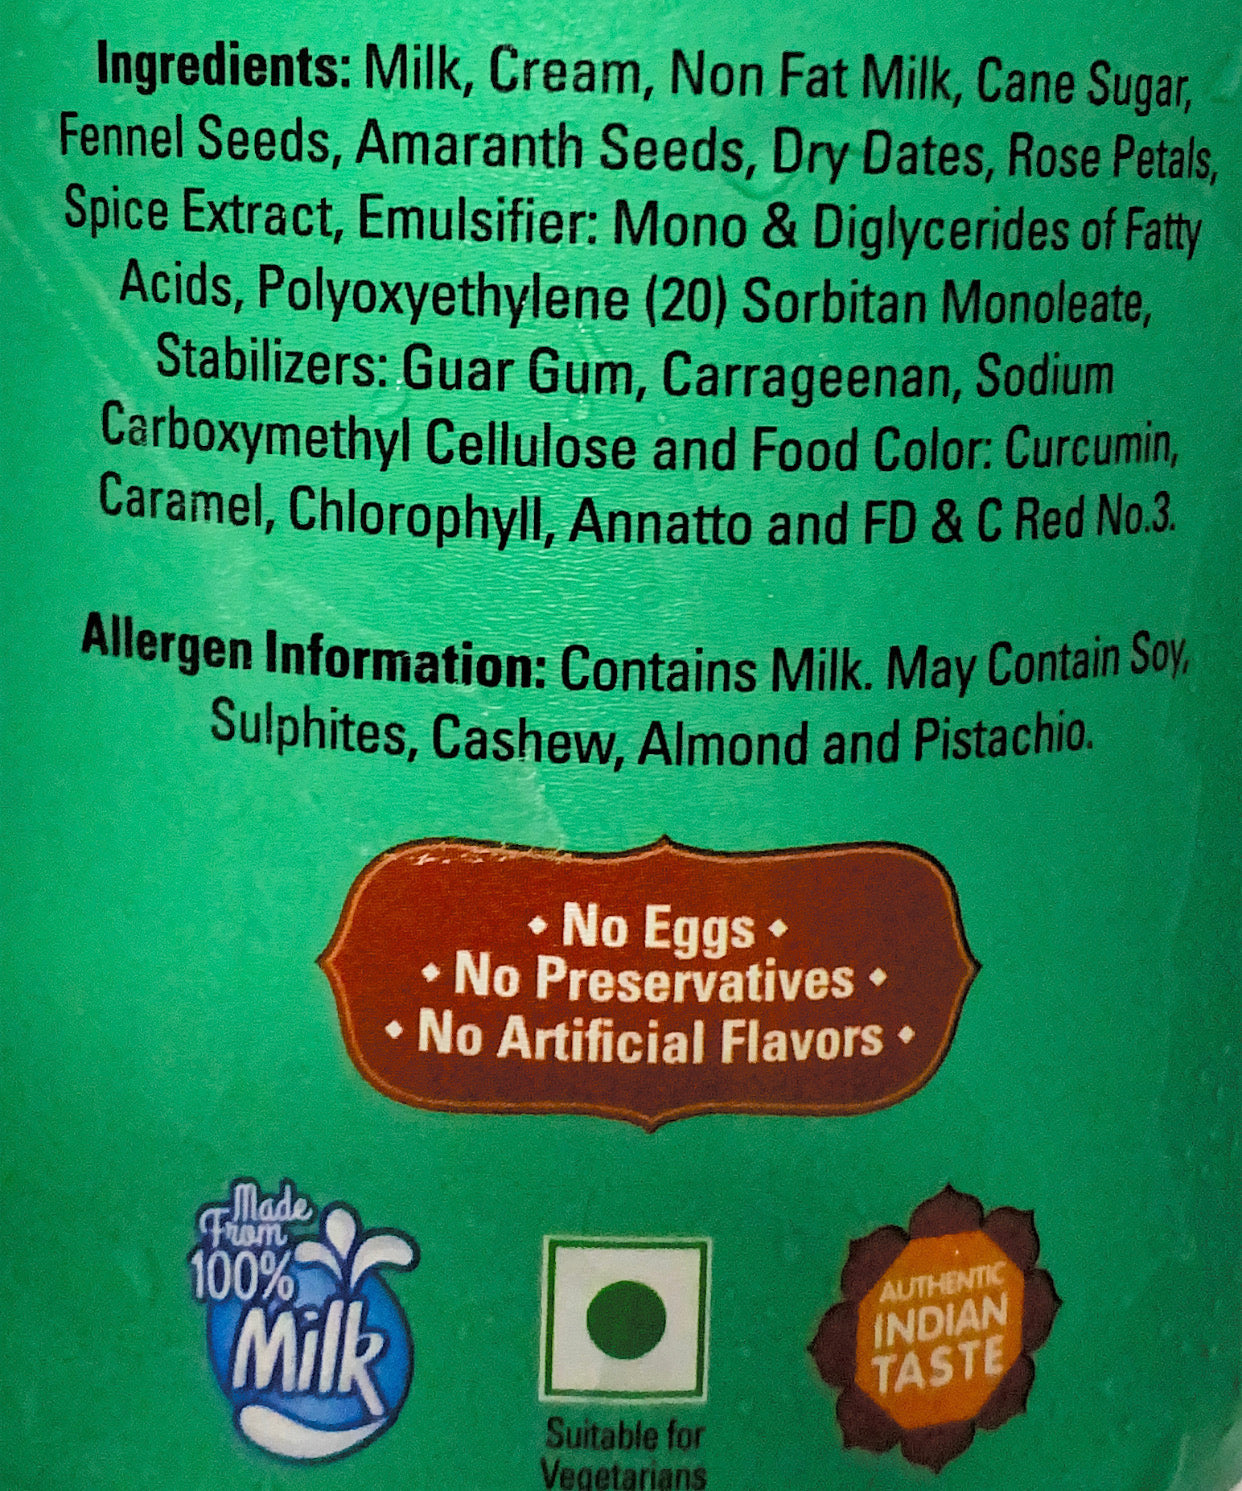 Ingredients: Milk, Cream, Non Fat Milk, Cane Sugar,
Fennel Seeds, Amaranth Seeds, Dry Dates, Rose Petals,
Spice Extract, Emulsifier: Mono & Diglycerides of Fatty
Acids, Polyoxyethylene (20) Sorbitan Monoleate,
Stabilizers: Guar Gum, Carrageenan, Sodium
Carboxymethyl Cellulose and Food Color: Curcumin,
Caramel, Chlorophyll, Annatto and FD & C Red No.3.
Allergen Information: Contains Milk. May Contain Soy,
Sulphites, Cashew, Almond and Pistachio.
• No Eggs •
• No Preservatives •
• No Artificial Flavors •
Made
From
100%
Milk
Suitable for
Vegetarians
AUTHENTIC
INDIAN
TASTE